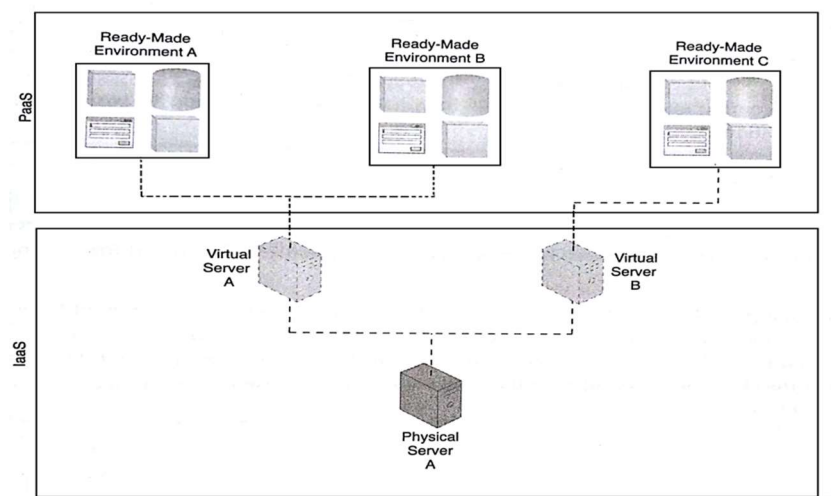 PaaS
Ready-Made
Environment A
Ready-Made
Environment B
Ready-Made
Environment C
IaaS
Virtual
Server
A
Virtual
Server
B
Physical
Server
A